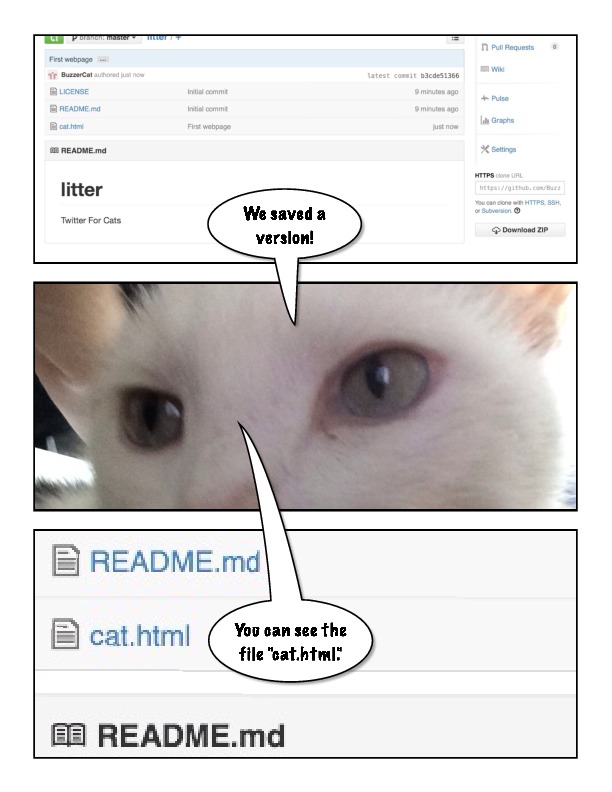 branch: master litter / +
First webpage
BuzzerCat authored just now latest commit b3cde51366
LICENSE Initial commit 9 minutes ago
README.md Initial commit 9 minutes ago
cat.html First webpage just now
README.md
litter
Twitter For Cats
Pull Requests 0
Wiki
Pulse
Graphs
Settings
HTTPS clone URL
https://github.com/Buzz
You can clone with HTTPS, SSH,
or Subversion.
Download ZIP
We saved a
version!
README.md
cat.html
You can see the
file "cat.html."
README.md